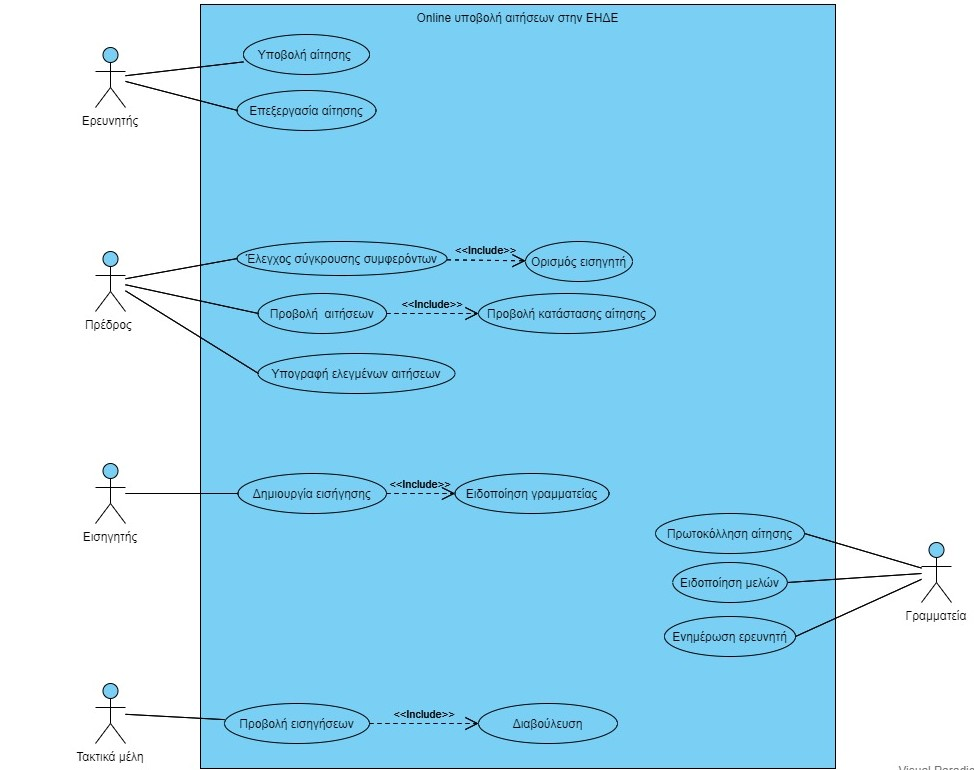 Online υποβολή αιτήσεων στην ΕΗΔΕ
Υποβολή αίτησης
Επεξεργασία αίτησης
Ερευνητής
Έλεγχος σύγκρουσης συμφερόντων
<<Include>>
Ορισμός εισηγητή
Προβολή αιτήσεων
<<Include>>
Προβολή κατάστασης αίτησης
Πρέδρος
Υπογραφή ελεγμένων αιτήσεων
Δημιουργία εισήγησης
<<Include>>
Ειδοποίηση γραμματείας
Εισηγητής
Πρωτοκόλληση αίτησης
Ειδοποίηση μελών
Ενημέρωση ερευνητή
Γραμματεία
Προβολή εισηγήσεων
<<Include>>
Διαβούλευση
Τακτικά μέλη